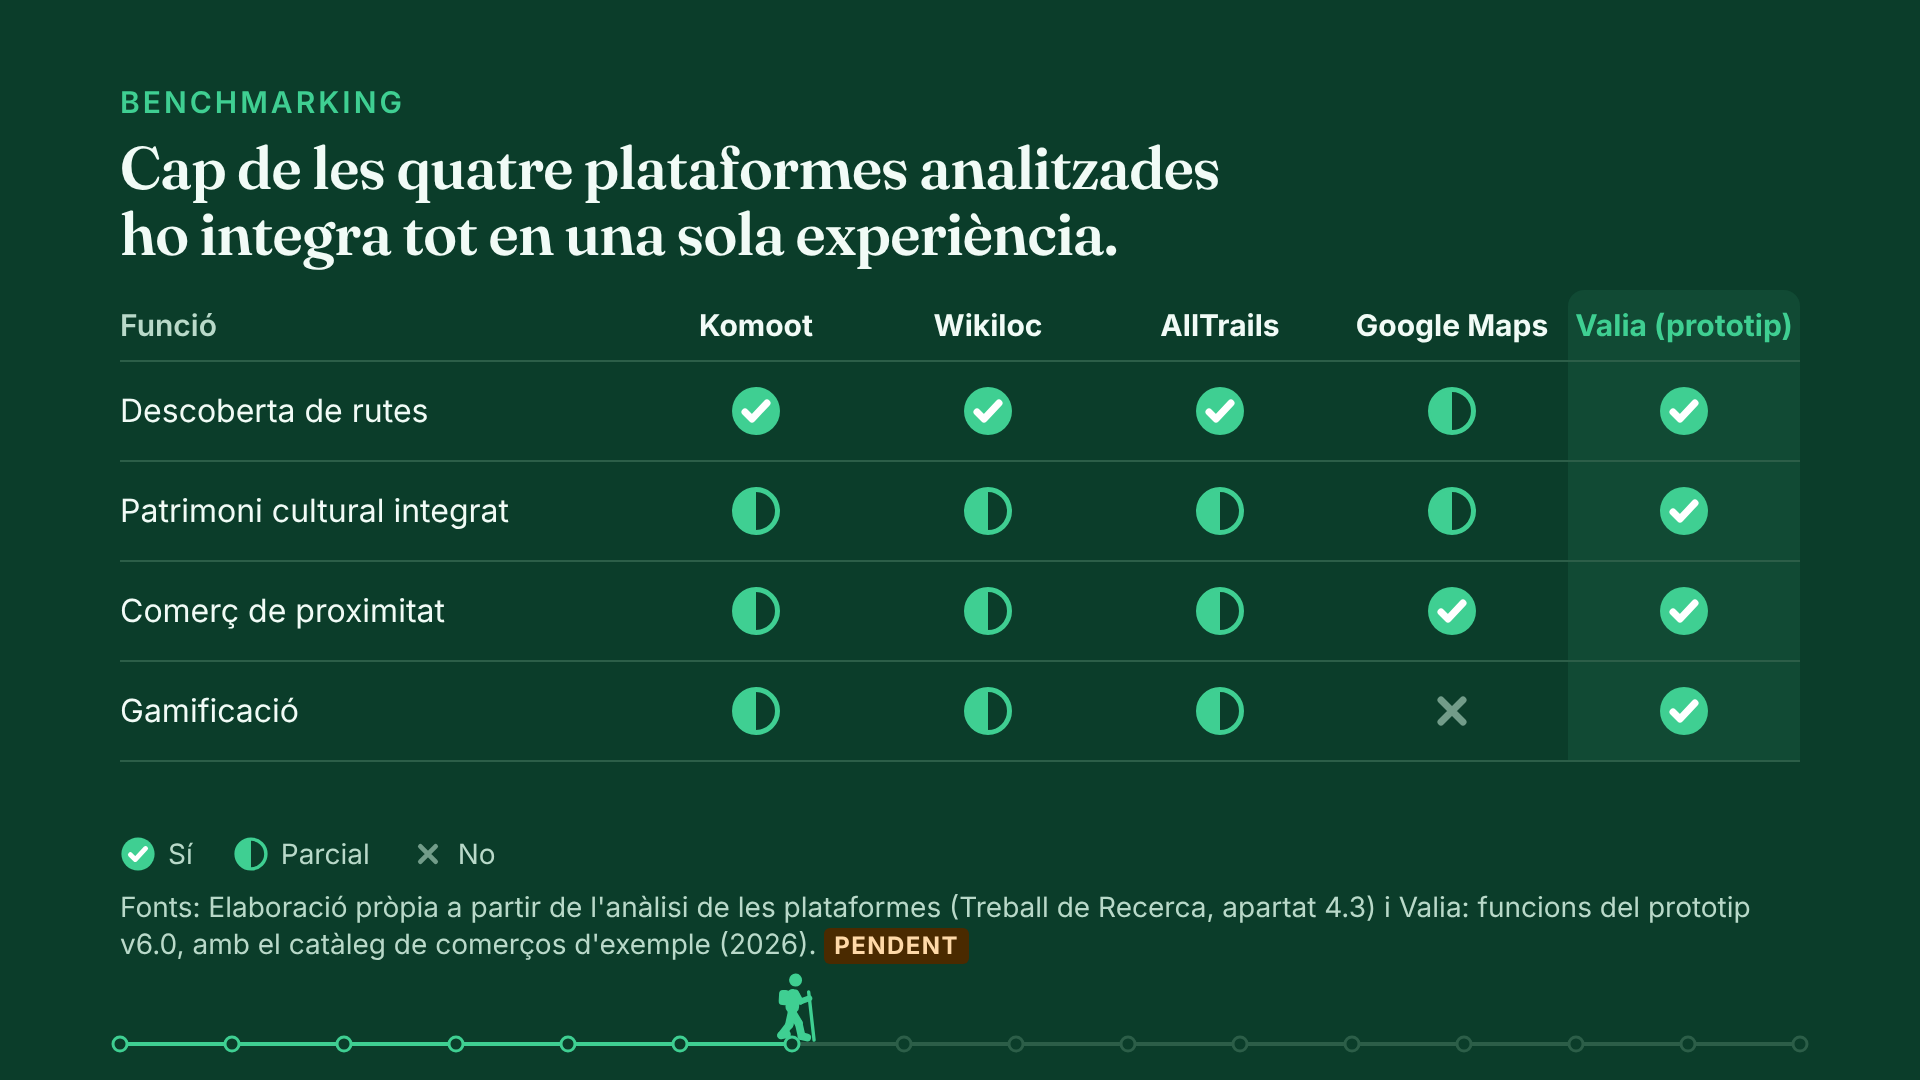 BENCHMARKING
Cap de les quatre plataformes analitzades
ho integra tot en una sola experiència.
Funció Komoot Wikiloc AllTrails Google Maps Valia (prototip)
Descoberta de rutes
Patrimoni cultural integrat
Comerç de proximitat
Gamificació
Sí Parcial No
Fonts: Elaboració pròpia a partir de l'anàlisi de les plataformes (Treball de Recerca, apartat 4.3) i Valia: funcions del prototip
v6.0, amb el catàleg de comerços d'exemple (2026). PENDENT